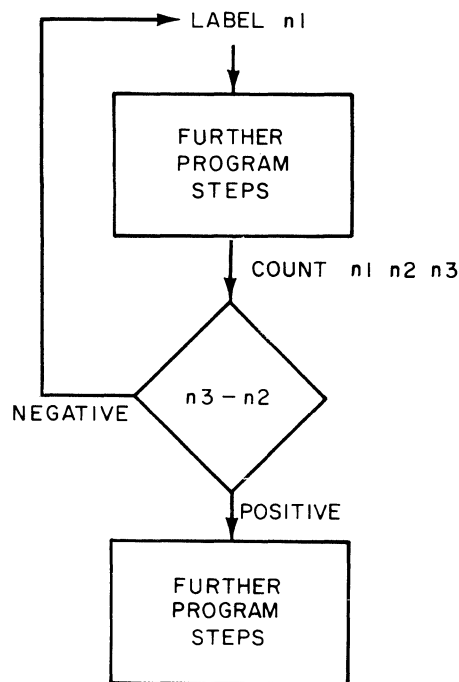 LABEL n1
FURTHER
PROGRAM
STEPS
COUNT n1 n2 n3
n3 – n2
NEGATIVE
POSITIVE
FURTHER
PROGRAM
STEPS